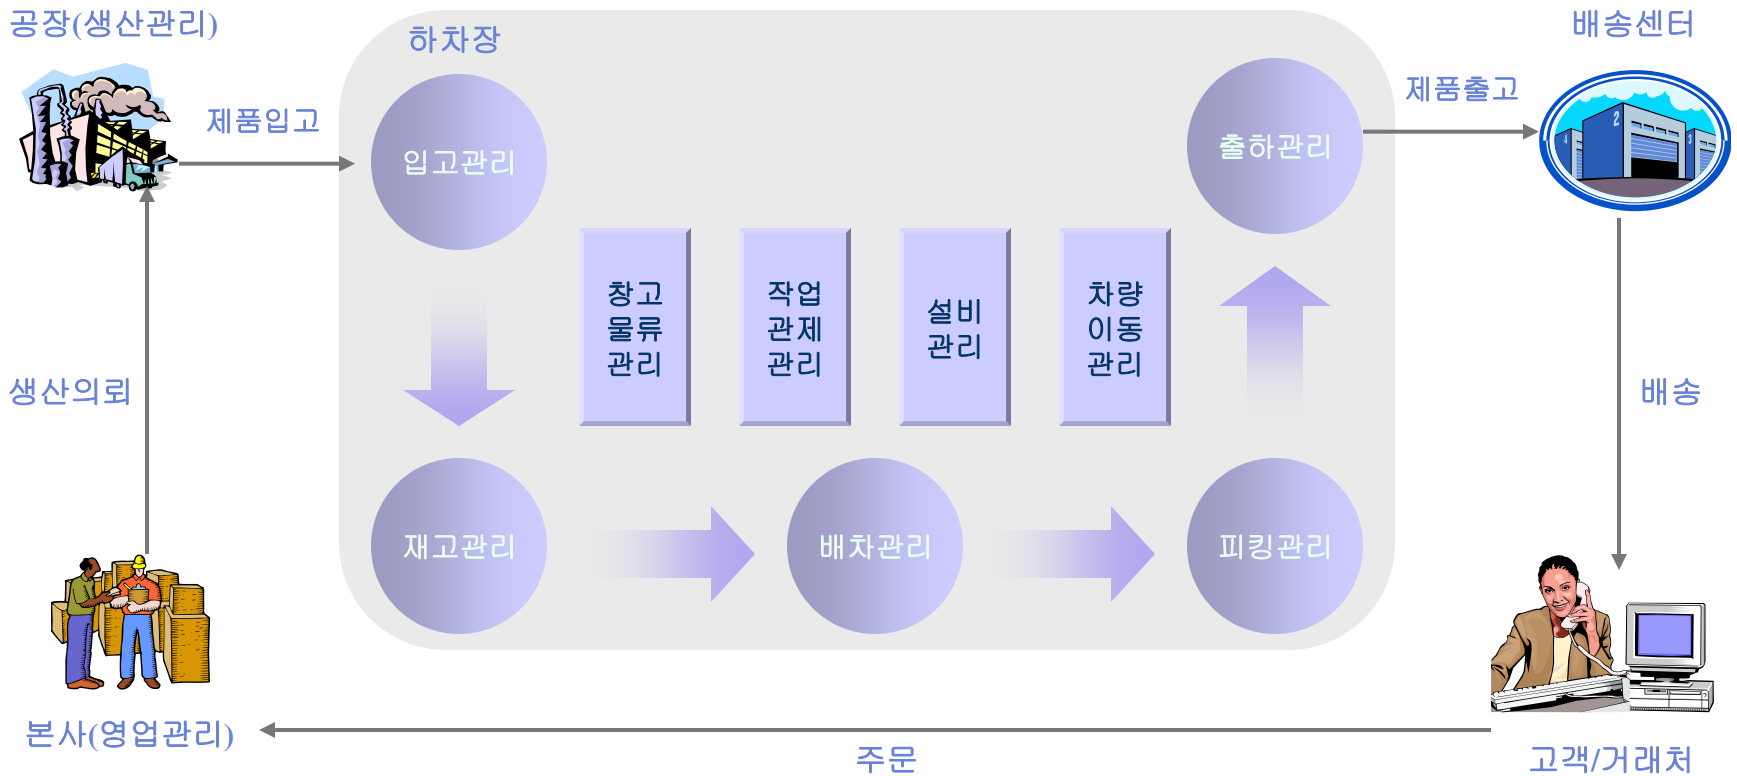 공장(생산관리)
하차장
배송센터
제품입고
제품출고
입고관리
출하관리
창고
물류
관리
작업
관제
관리
설비
관리
차량
이동
관리
생산의뢰
배송
재고관리
배차관리
피킹관리
본사(영업관리)
주문
고객/거래처
2
4
3